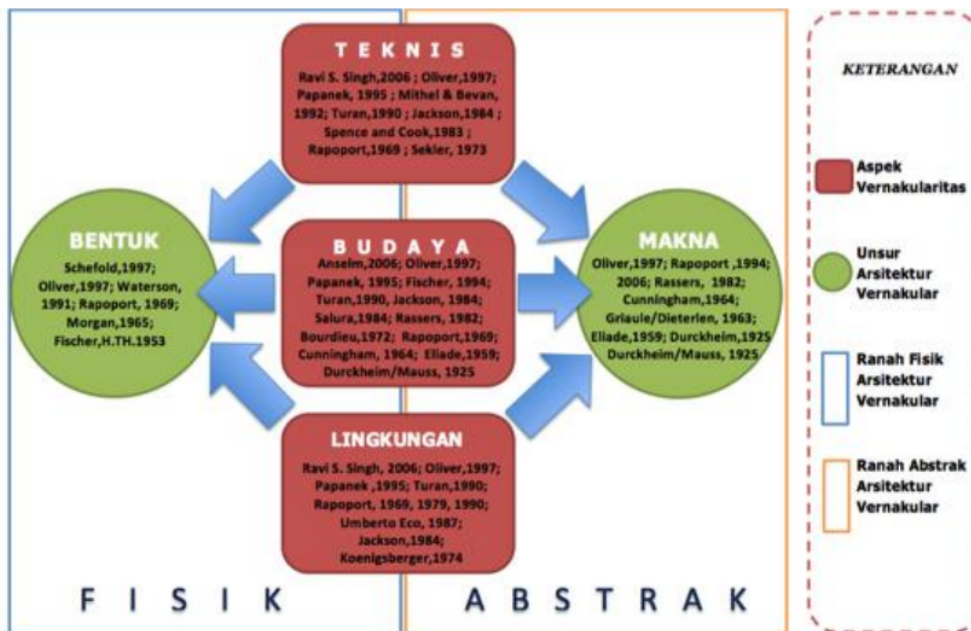 T E K N I S
Ravi S. Singh,2006 ; Oliver,1997;
Papanek, 1995 ; Mithel & Bevan,
1992; Turan,1990 ; Jackson,1984 ;
Spence and Cook,1983 ;
Rapoport,1969 ; Sekler, 1973
BENTUK
Schefold,1997;
Oliver,1997; Waterson,
1991; Rapoport, 1969;
Morgan,1965;
Fischer,H.TH.1953
B U D A Y A
Anselm,2006; Oliver,1997;
Papanek, 1995; Fischer, 1994;
Turan,1990, Jackson, 1984;
Salura,1984; Rassers, 1982;
Bourdieu,1972; Rapoport,1969;
Cunningham, 1964; Eliade,1959;
Durckheim/Mauss, 1925
MAKNA
Oliver,1997; Rapoport ,1994;
2006; Rassers, 1982;
Cunningham,1964;
Griaule/Dieterlen, 1963;
Eliade,1959; Durckheim,1925
Durckheim/Mauss, 1925
LINGKUNGAN
Ravi S. Singh, 2006; Oliver,1997;
Papanek ,1995; Turan,1990;
Rapoport, 1969, 1979, 1990;
Umberto Eco, 1987;
Jackson,1984;
Koenigsberger,1974
F I S I K
A B S T R A K
KETERANGAN
Aspek
Vernakularitas
Unsur
Arsitektur
Vernakular
Ranah Fisik
Arsitektur
Vernakular
Ranah Abstrak
Arsitektur
Vernakular